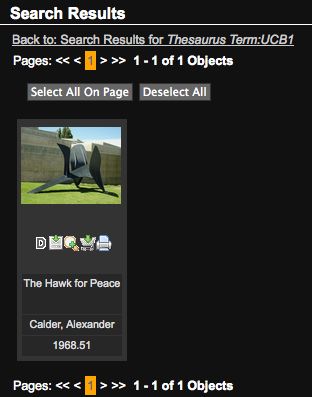 Search Results
Back to: Search Results for Thesaurus Term:UCB1
Pages: << < 1 > >> 1 - 1 of 1 Objects
Select All On Page Deselect All
D
The Hawk for Peace
Calder, Alexander
1968.51
Pages: << < 1 > >> 1 - 1 of 1 Objects